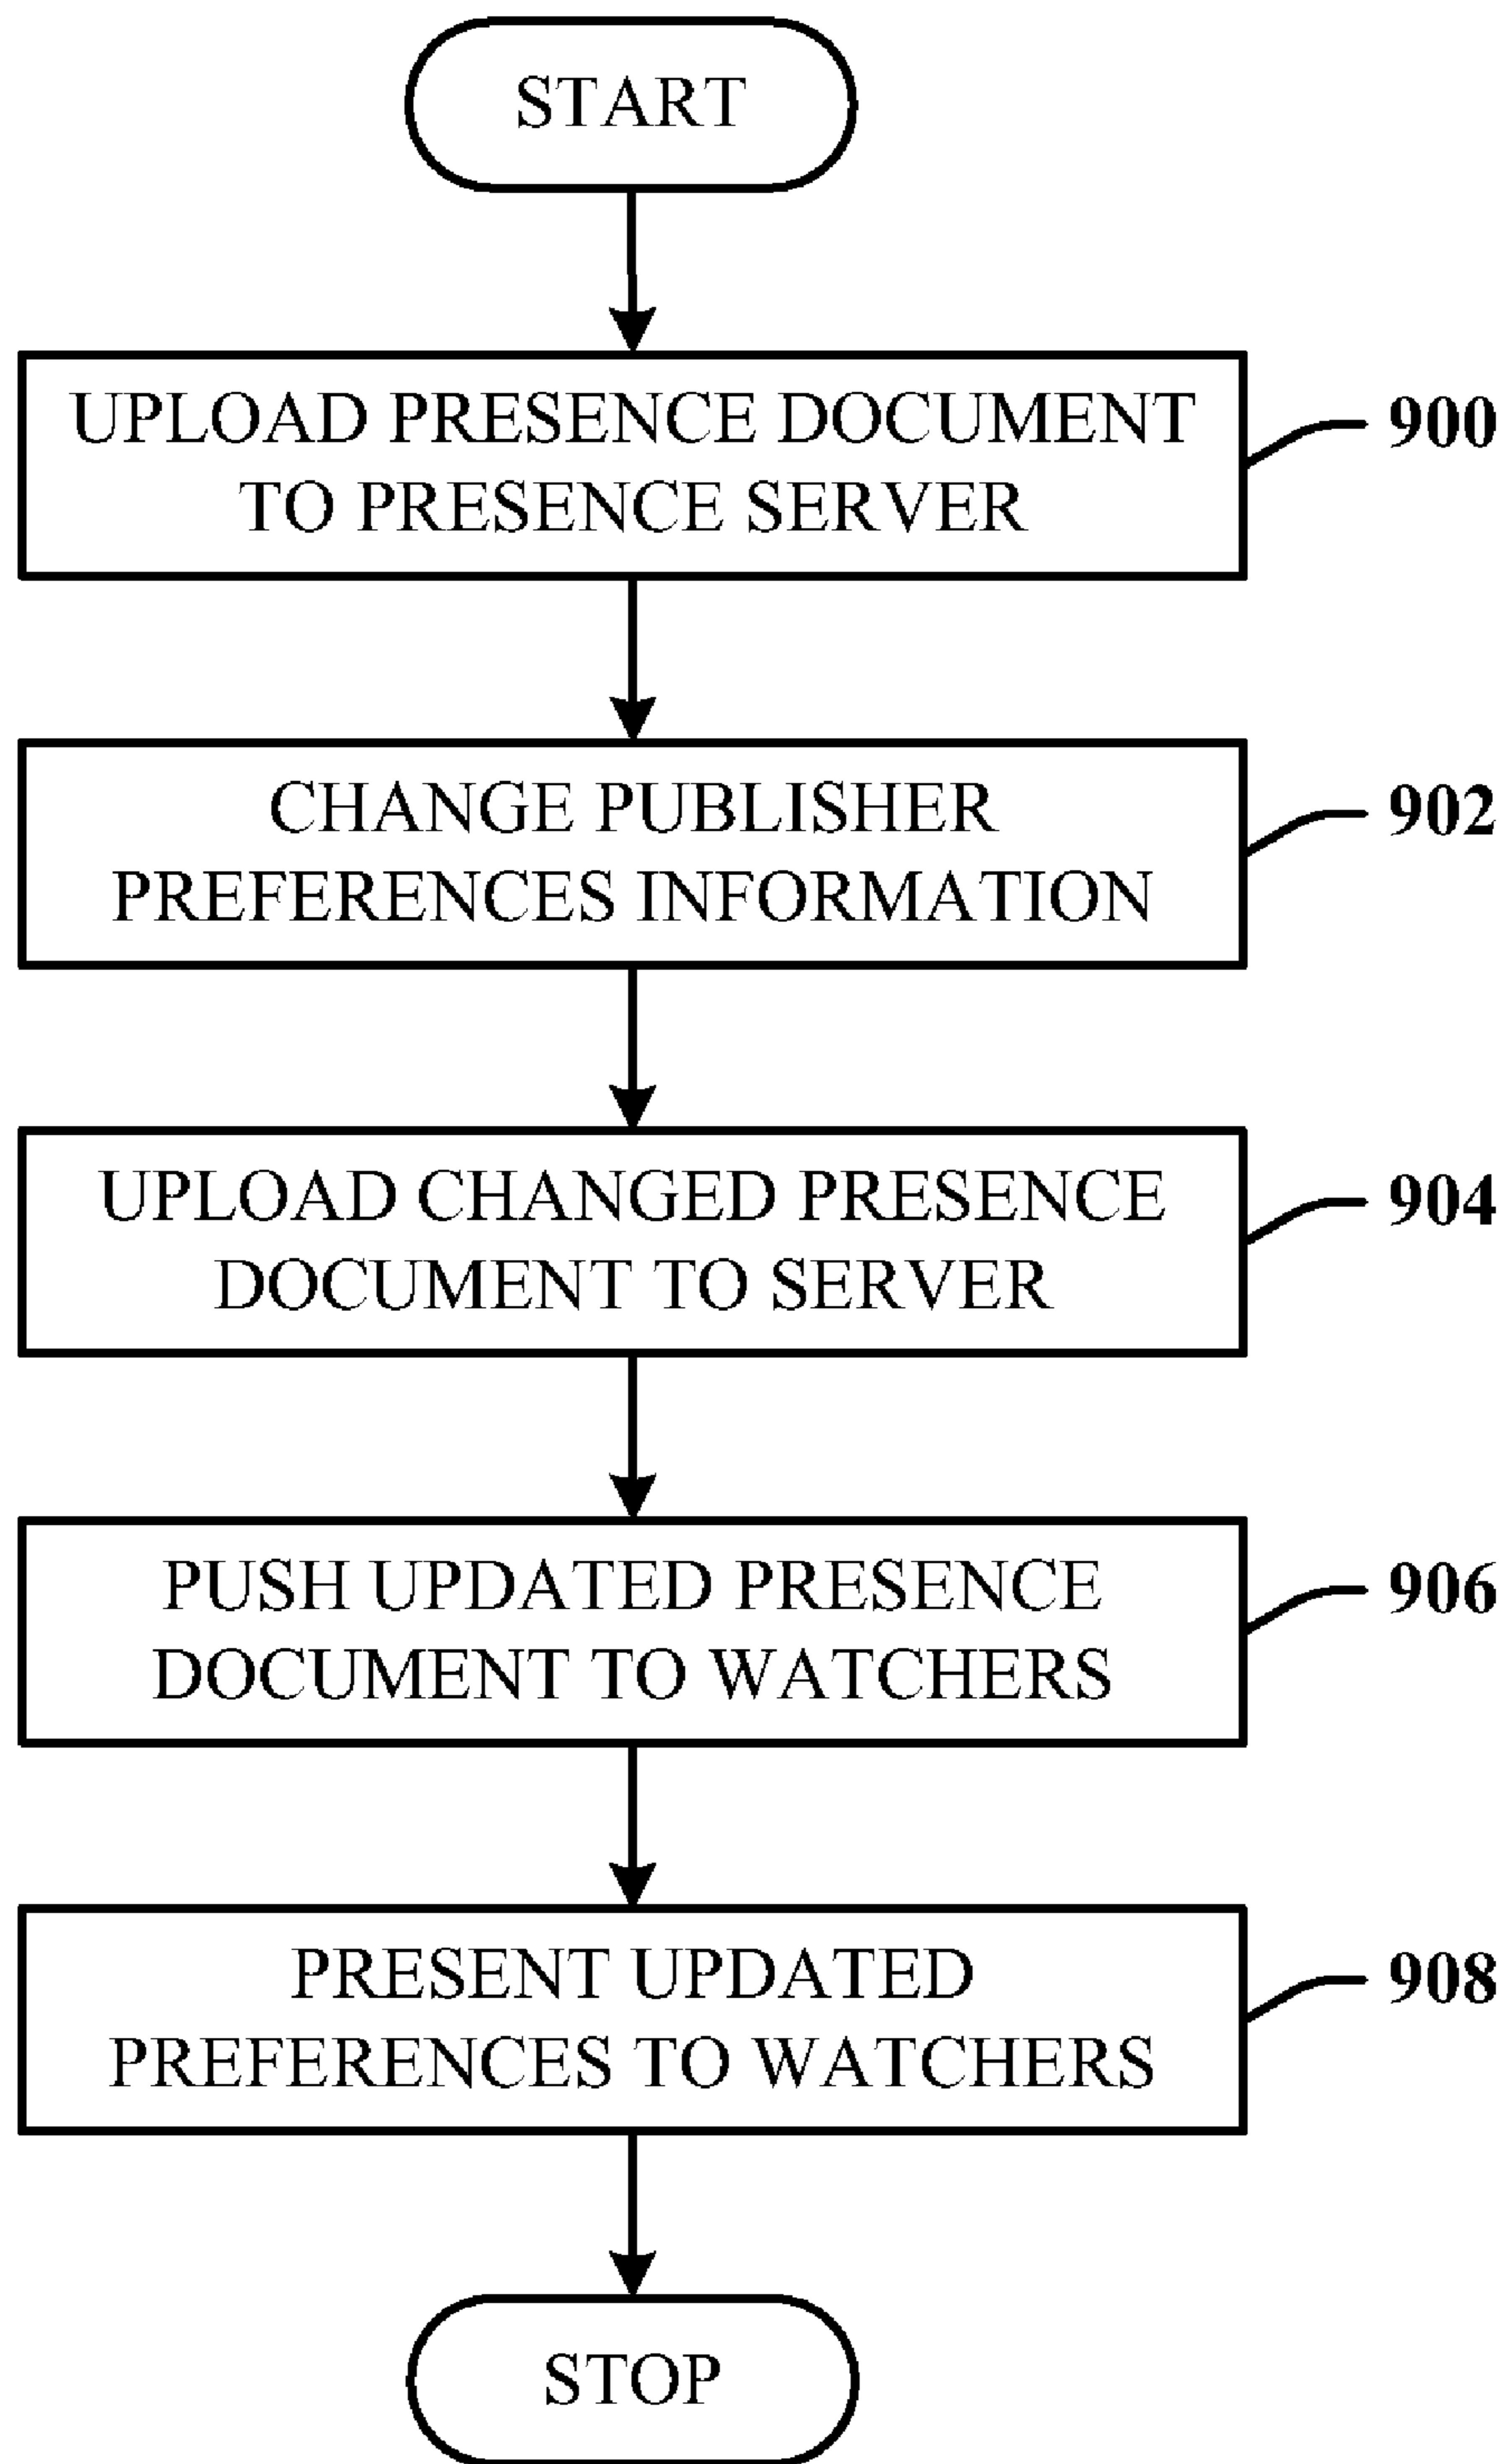 START
UPLOAD PRESENCE DOCUMENT
TO PRESENCE SERVER
900
CHANGE PUBLISHER
PREFERENCES INFORMATION
902
UPLOAD CHANGED PRESENCE
DOCUMENT TO SERVER
904
PUSH UPDATED PRESENCE
DOCUMENT TO WATCHERS
906
PRESENT UPDATED
PREFERENCES TO WATCHERS
908
STOP